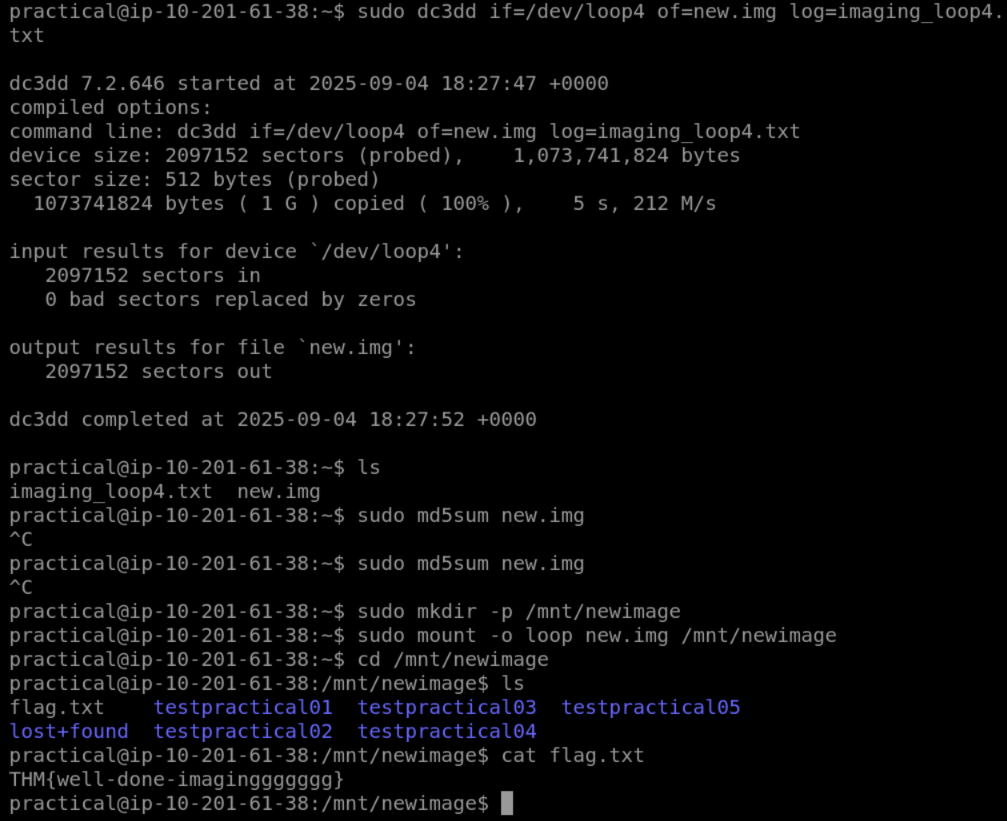 practical@ip-10-201-61-38:~$ sudo dc3dd if=/dev/loop4 of=new.img log=imaging_loop4.
txt
dc3dd 7.2.646 started at 2025-09-04 18:27:47 +0000
compiled options:
command line: dc3dd if=/dev/loop4 of=new.img log=imaging_loop4.txt
device size: 2097152 sectors (probed),    1,073,741,824 bytes
sector size: 512 bytes (probed)
  1073741824 bytes ( 1 G ) copied ( 100% ),    5 s, 212 M/s
input results for device `/dev/loop4':
   2097152 sectors in
   0 bad sectors replaced by zeros
output results for file `new.img':
   2097152 sectors out
dc3dd completed at 2025-09-04 18:27:52 +0000
practical@ip-10-201-61-38:~$ ls
imaging_loop4.txt  new.img
practical@ip-10-201-61-38:~$ sudo md5sum new.img
^C
practical@ip-10-201-61-38:~$ sudo md5sum new.img
^C
practical@ip-10-201-61-38:~$ sudo mkdir -p /mnt/newimage
practical@ip-10-201-61-38:~$ sudo mount -o loop new.img /mnt/newimage
practical@ip-10-201-61-38:~$ cd /mnt/newimage
practical@ip-10-201-61-38:/mnt/newimage$ ls
flag.txt    testpractical01  testpractical03  testpractical05
lost+found  testpractical02  testpractical04
practical@ip-10-201-61-38:/mnt/newimage$ cat flag.txt
THM{well-done-imagingggggggg}
practical@ip-10-201-61-38:/mnt/newimage$